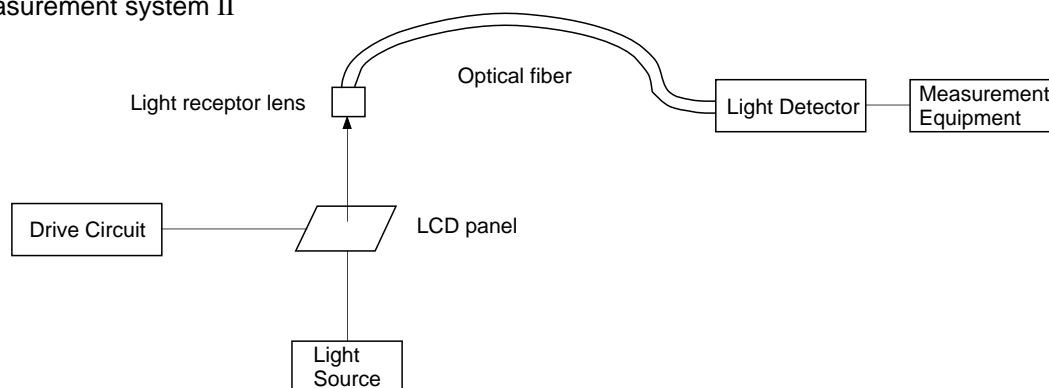 asurement system II
Optical fiber
Light receptor lens
Light Detector
Measurement
Equipment
Drive Circuit
LCD panel
Light
Source